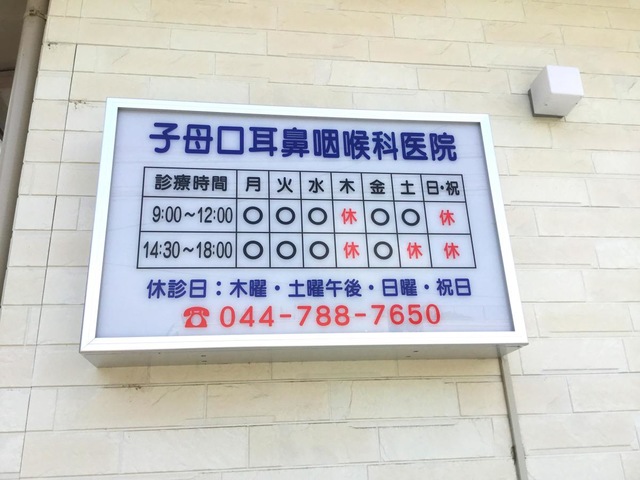 子母口耳鼻咽喉科医院
診療時間 月 火 水 木 金 土 日・祝
9:00～12:00 ○ ○ ○ 休 ○ ○ 休
14:30～18:00 ○ ○ ○ 休 ○ 休 休
休診日：木曜・土曜午後・日曜・祝日
☎ 044-788-7650